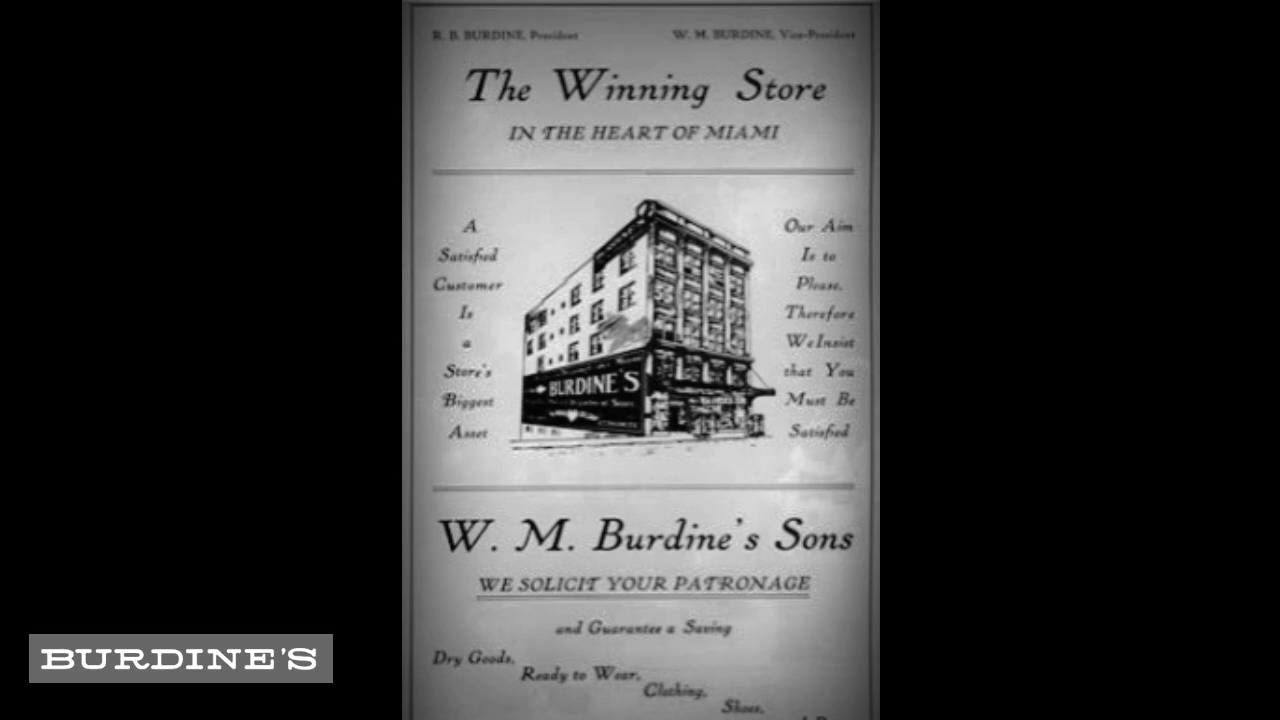 R. B. BURDINE, President
W. M. BURDINE, Vice-President
The Winning Store
IN THE HEART OF MIAMI
A
Satisfied
Customer
Is
a
Store's
Biggest
Asset
BURDINE'S
Our Aim
Is to
Please,
Therefore
We Insist
that You
Must Be
Satisfied
W. M. Burdine's Sons
WE SOLICIT YOUR PATRONAGE
and Guarantee a Saving
Dry Goods,
Ready to Wear,
Clothing,
Shoes,
BURDINE'S